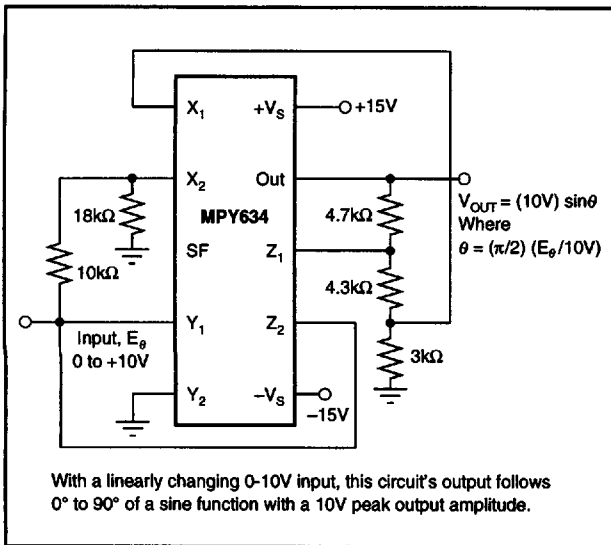 X1
+VS
+15V
X2
Out
18kΩ
MPY634
4.7kΩ
VOUT = (10V) sinθ
Where
θ = (π/2) (Eθ/10V)
10kΩ
SF
Z1
4.3kΩ
Input, Eθ
0 to +10V
Y1
Z2
3kΩ
Y2
–VS
–15V
With a linearly changing 0-10V input, this circuit's output follows
0° to 90° of a sine function with a 10V peak output amplitude.